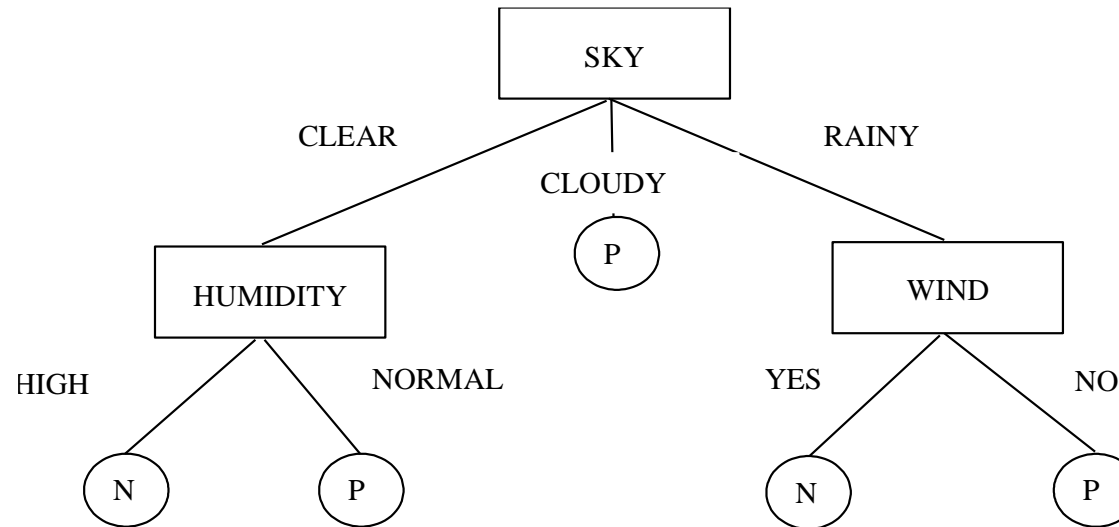 SKY
CLEAR
RAINY
CLOUDY
P
HUMIDITY
WIND
HIGH
NORMAL
YES
NO
N
P
N
P